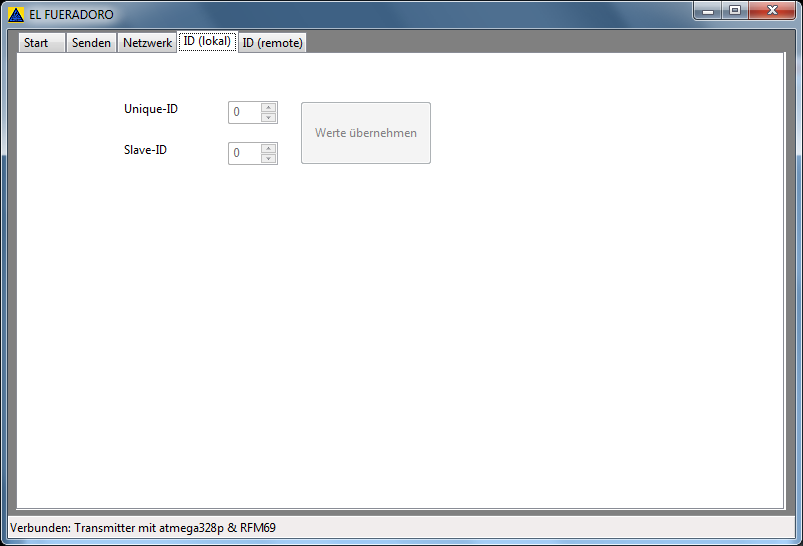 EL FUERADORO
Start Senden Netzwerk ID (lokal) ID (remote)
Unique-ID 0
Werte übernehmen
Slave-ID 0
Verbunden: Transmitter mit atmega328p & RFM69